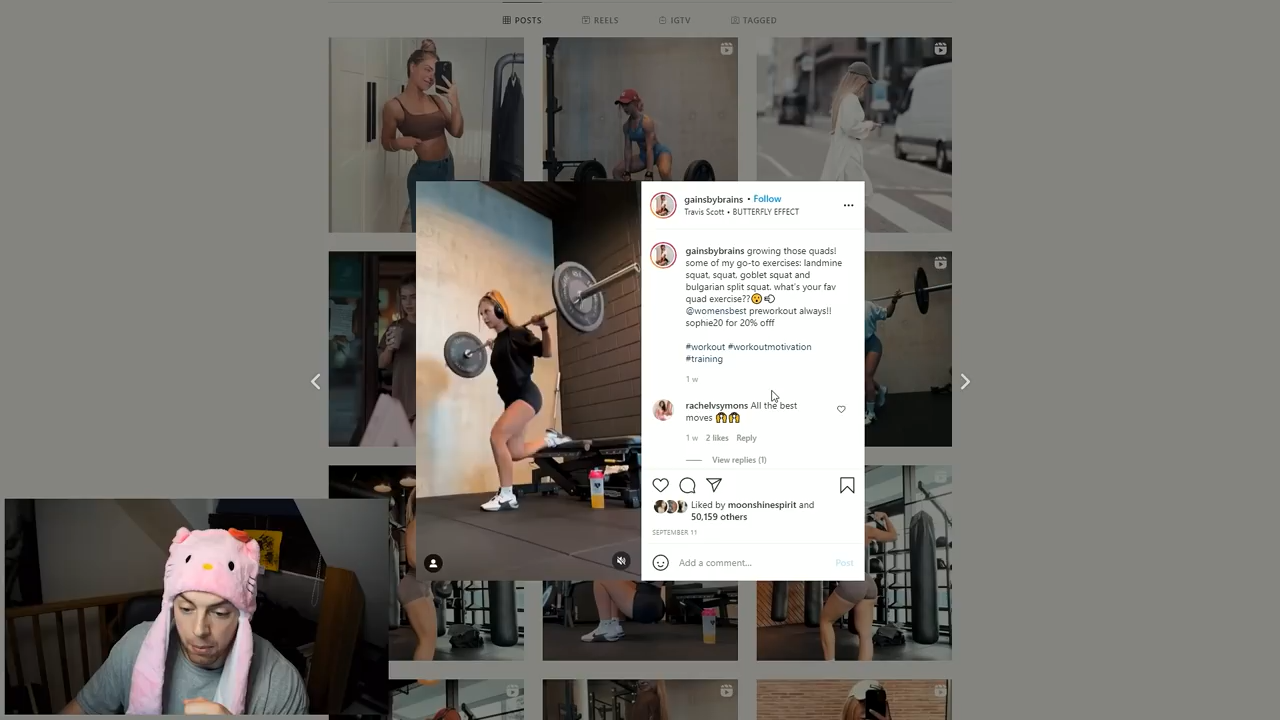 POSTS REELS IGTV TAGGED
gainsbybrains • Follow
Travis Scott • BUTTERFLY EFFECT
gainsbybrains growing those quads!
some of my go-to exercises: landmine
squat, squat, goblet squat and
bulgarian split squat. what's your fav
quad exercise??😮💨
@womensbest preworkout always!!
sophie20 for 20% offf
#workout #workoutmotivation
#training
1 w
rachelvsymons All the best
moves 🙌🙌
1 w 2 likes Reply
View replies (1)
Liked by moonshinespirit and
50,159 others
SEPTEMBER 11
Add a comment... Post